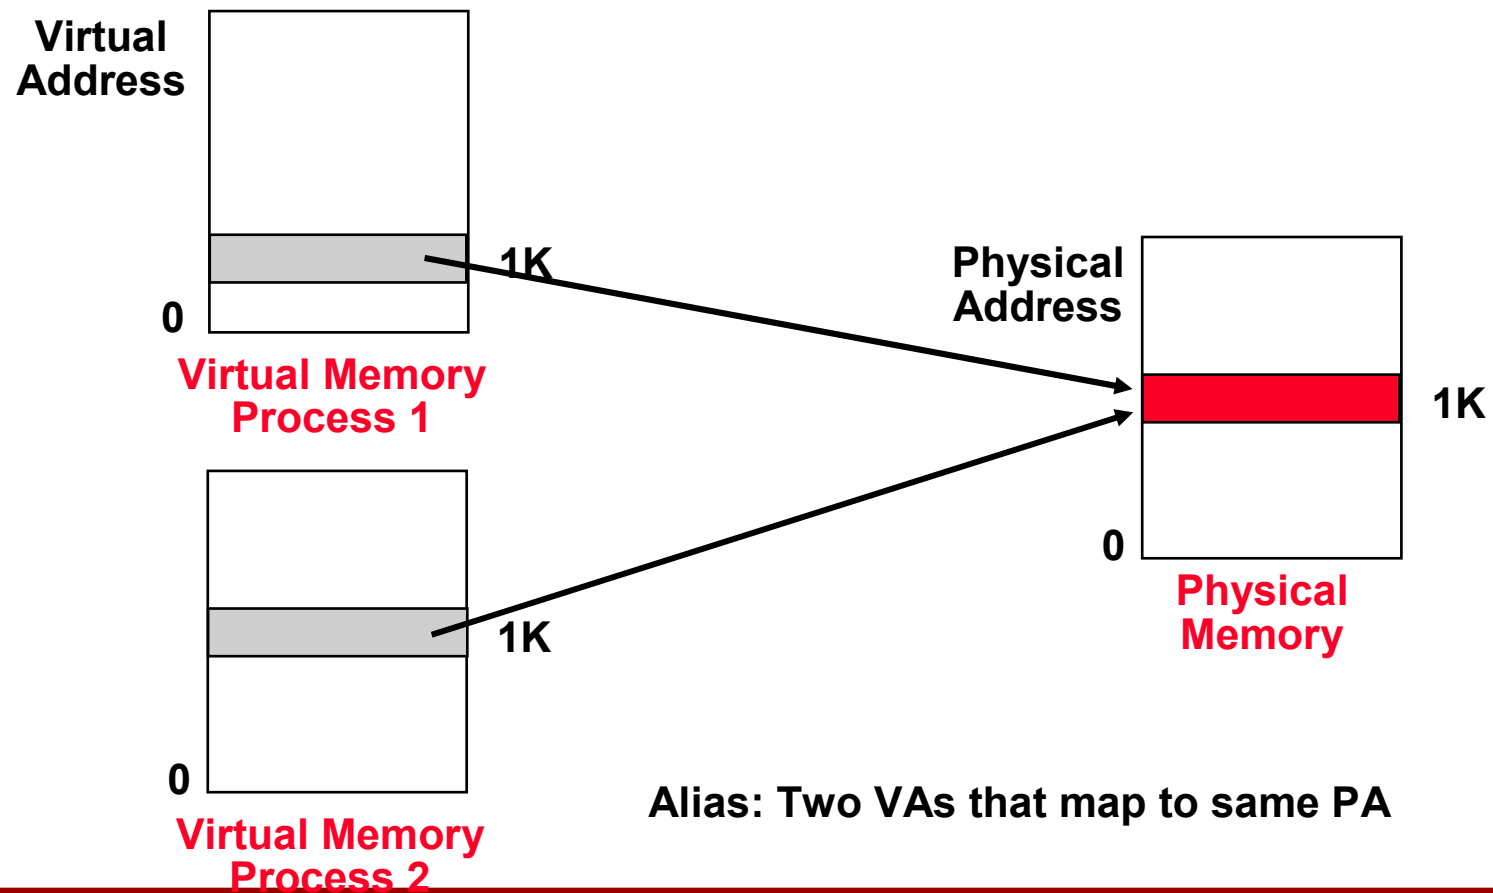 Virtual
Address
1K
0
Virtual Memory
Process 1
Physical
Address
1K
0
Physical
Memory
1K
0
Virtual Memory
Process 2
Alias: Two VAs that map to same PA